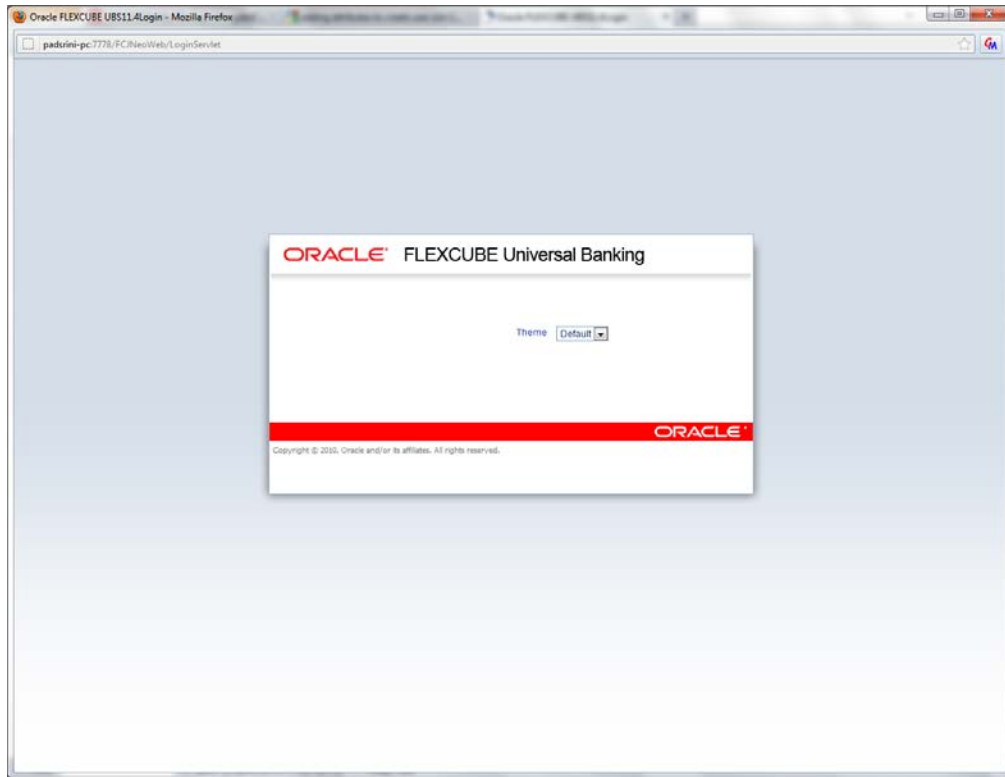 Oracle FLEXCUBE UBS11.4Login - Mozilla Firefox
padsrini-pc:7778/FCJNeoWeb/LoginServlet
ORACLE FLEXCUBE Universal Banking
Theme Default
ORACLE
Copyright © 2010. Oracle and/or its affiliates. All rights reserved.